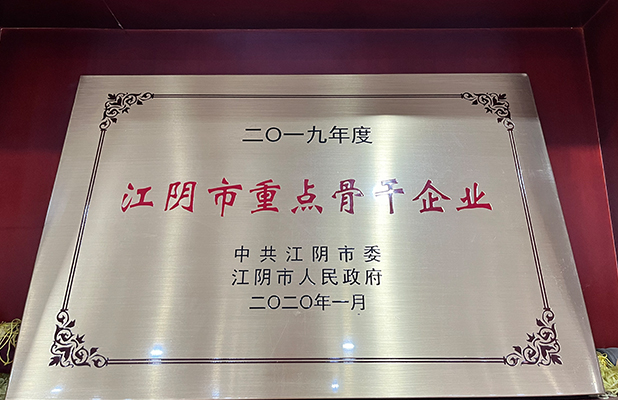 二〇一九年度
江阴市重点骨干企业
中共江阴市委
江阴市人民政府
二〇二〇年一月